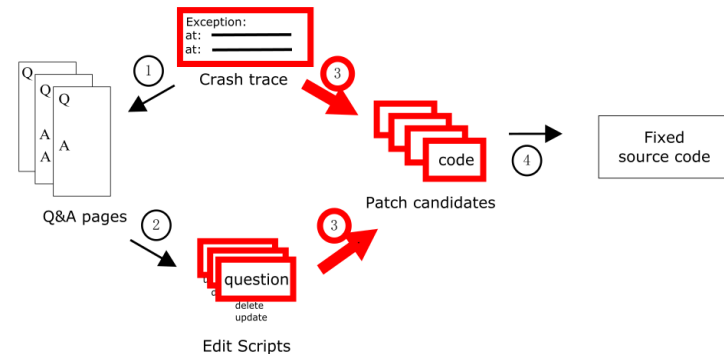 Exception:
at:
at:
Crash trace
1
3
Q
Q
Q
A
A
A
Q&A pages
code
Patch candidates
4
Fixed
source code
2
3
question
delete
update
Edit Scripts